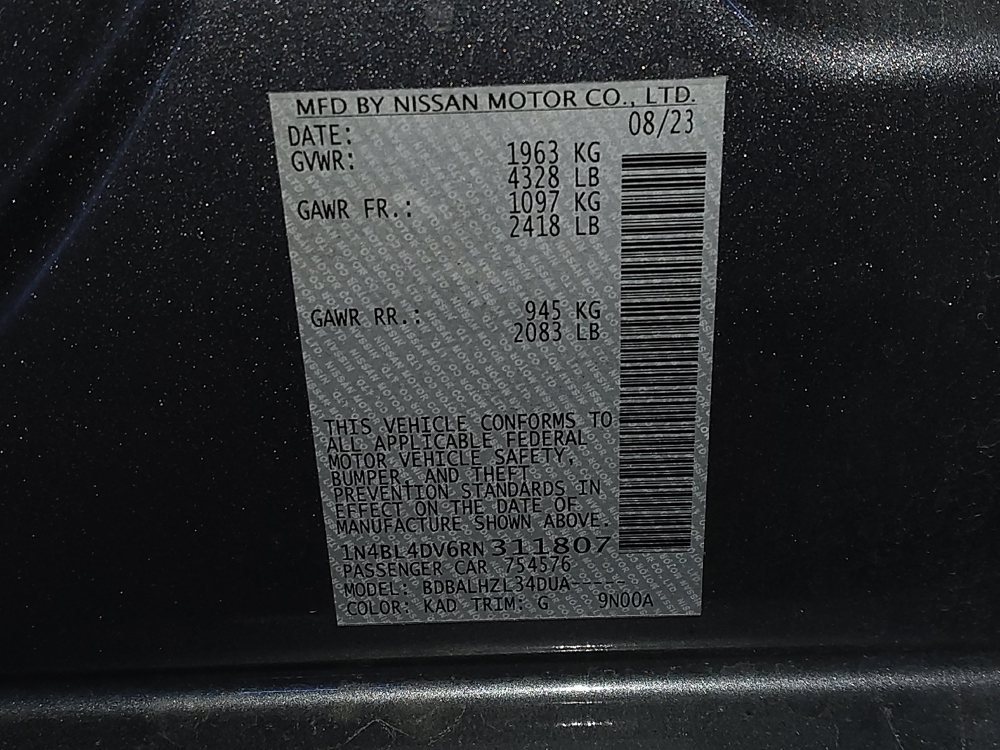 MFD BY NISSAN MOTOR CO., LTD.
DATE: 08/23
GVWR: 1963 KG
4328 LB
GAWR FR.: 1097 KG
2418 LB
GAWR RR.: 945 KG
2083 LB
THIS VEHICLE CONFORMS TO
ALL APPLICABLE FEDERAL
MOTOR VEHICLE SAFETY,
BUMPER, AND THEFT
PREVENTION STANDARDS IN
EFFECT ON THE DATE OF
MANUFACTURE SHOWN ABOVE.
1N4BL4DV6RN311807
PASSENGER CAR 754576
MODEL: BDBALHZL34DUA-----
COLOR: KAD TRIM: G 9N00A